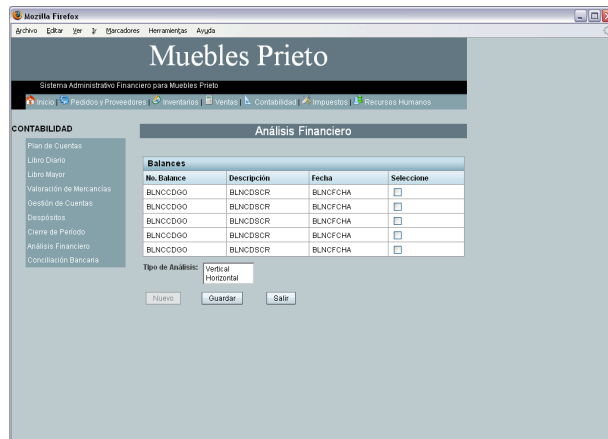 Mozilla Firefox
Archivo Editar Ver Ir Marcadores Herramientas Ayuda
Muebles Prieto
Sistema Administrativo Financiero para Muebles Prieto
Inicio | Pedidos y Proveedores | Inventarios | Ventas | Contabilidad | Impuestos | Recursos Humanos
CONTABILIDAD
Plan de Cuentas
Libro Diario
Libro Mayor
Valoración de Mercancías
Gestión de Cuentas
Despósitos
Cierre de Período
Análisis Financiero
Conciliación Bancaria
Análisis Financiero
Balances
No. Balance Descripción Fecha Seleccione
BLNCCDGO BLNCDSCR BLNCFCHA
BLNCCDGO BLNCDSCR BLNCFCHA
BLNCCDGO BLNCDSCR BLNCFCHA
BLNCCDGO BLNCDSCR BLNCFCHA
BLNCCDGO BLNCDSCR BLNCFCHA
Tipo de Análisis: Vertical
Horizontal
Nuevo Guardar Salir